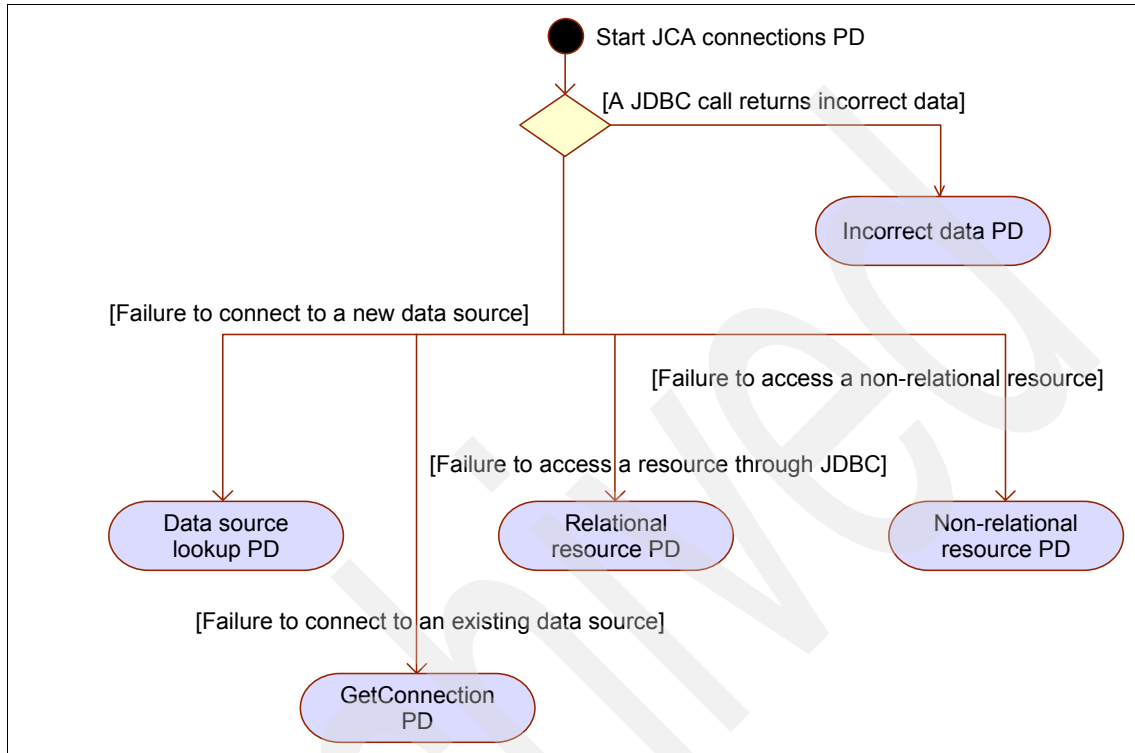 Start JCA connections PD
[A JDBC call returns incorrect data]
Incorrect data PD
[Failure to connect to a new data source]
[Failure to access a non-relational resource]
[Failure to access a resource through JDBC]
Data source
lookup PD
Relational
resource PD
Non-relational
resource PD
[Failure to connect to an existing data source]
GetConnection
PD
hived